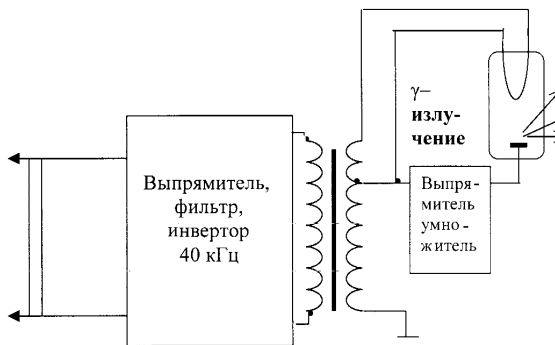 Выпрямитель,
фильтр,
инвертор
40 кГц
γ–
излу-
чение
Выпря-
митель
умно-
житель